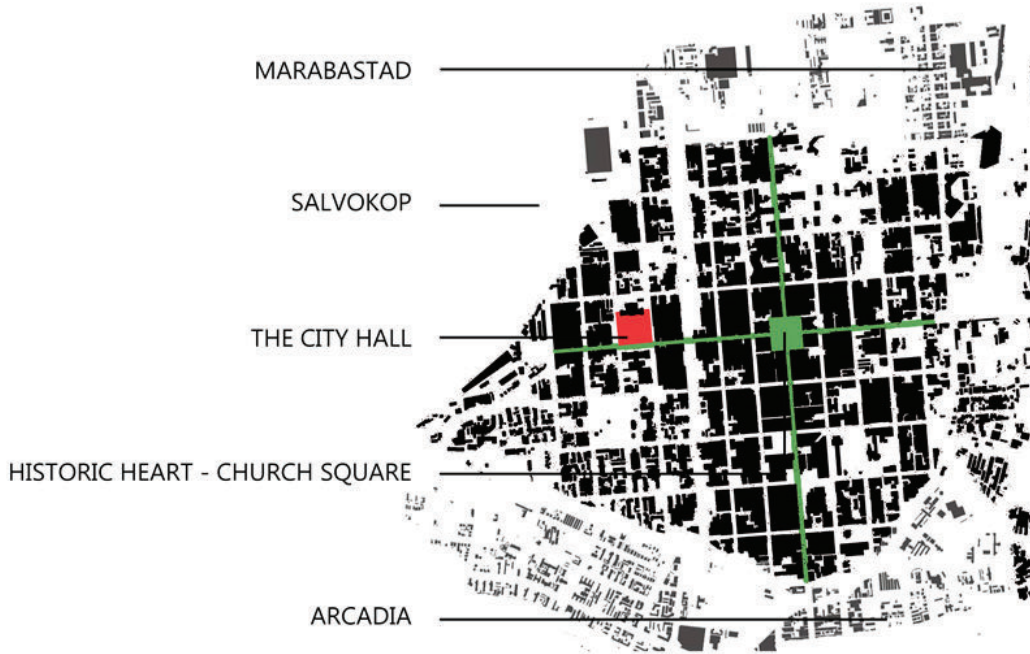 MARABASTAD
SALVOKOP
THE CITY HALL
HISTORIC HEART - CHURCH SQUARE
ARCADIA